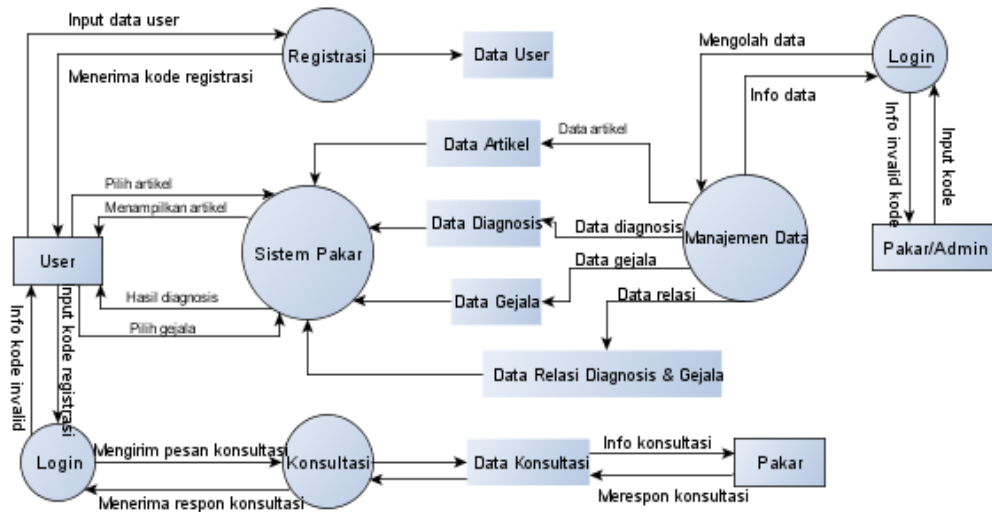 Input data user
Registrasi
Data User
Menerima kode registrasi
Mengolah data
Login
Info data
Info invalid kode
Input kode
Data Artikel
Data artikel
Pilih artikel
Menampilkan artikel
Sistem Pakar
Data Diagnosis
Data diagnosis
Manajemen Data
Pakar/Admin
User
Data gejala
Hasil diagnosis
Data Gejala
Data relasi
Pilih gejala
Info kode invalid
Input kode registrasi
Data Relasi Diagnosis & Gejala
Login
Mengirim pesan konsultasi
Konsultasi
Data Konsultasi
Info konsultasi
Pakar
Menerima respon konsultasi
Merespon konsultasi